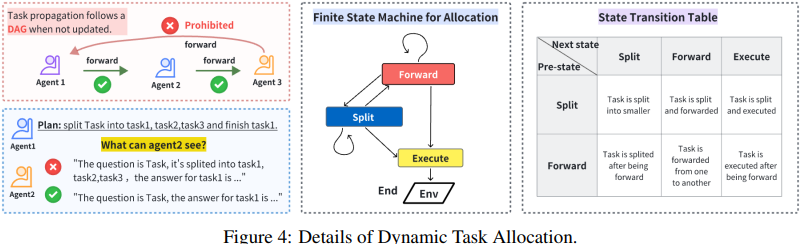 Task propagation follows a
DAG when not updated.
Prohibited
forward
forward
forward
Agent 1
Agent 2
Agent 3
Plan: split Task into task1, task2,task3 and finish task1.
Agent1
What can agent2 see?
"The question is Task, it's splited into task1,
task2,task3 , the answer for task1 is ..."
Agent2
"The question is Task, the answer for task1 is ..."
Finite State Machine for Allocation
Forward
Split
Execute
End
Env
State Transition Table
Next state
Pre-state
Split
Forward
Execute
Split
Task is split
into smaller
Task is split
and forwarded
Task is split
and executed
Forward
Task is splited
after being
forward
Task is
forwarded
from one
to another
Task is
executed after
being forward
Figure 4: Details of Dynamic Task Allocation.